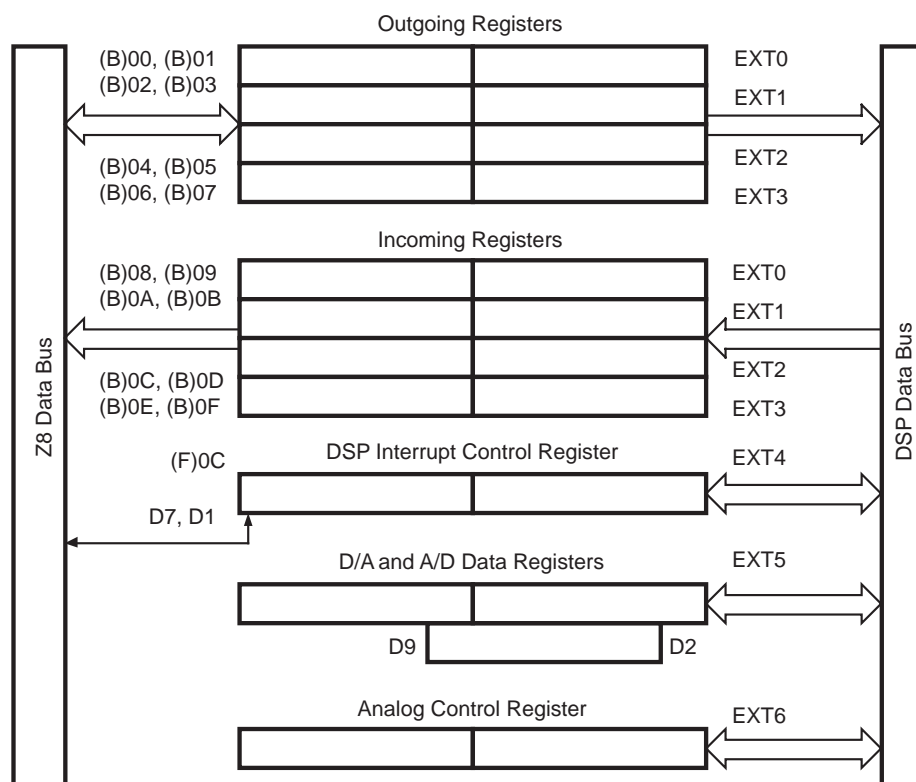 Outgoing Registers
(B)00, (B)01
(B)02, (B)03
EXT0
EXT1
(B)04, (B)05
(B)06, (B)07
EXT2
EXT3
Incoming Registers
(B)08, (B)09
(B)0A, (B)0B
EXT0
EXT1
(B)0C, (B)0D
(B)0E, (B)0F
EXT2
EXT3
Z8 Data Bus
DSP Data Bus
DSP Interrupt Control Register
(F)0C
EXT4
D7, D1
D/A and A/D Data Registers
EXT5
D9
D2
Analog Control Register
EXT6